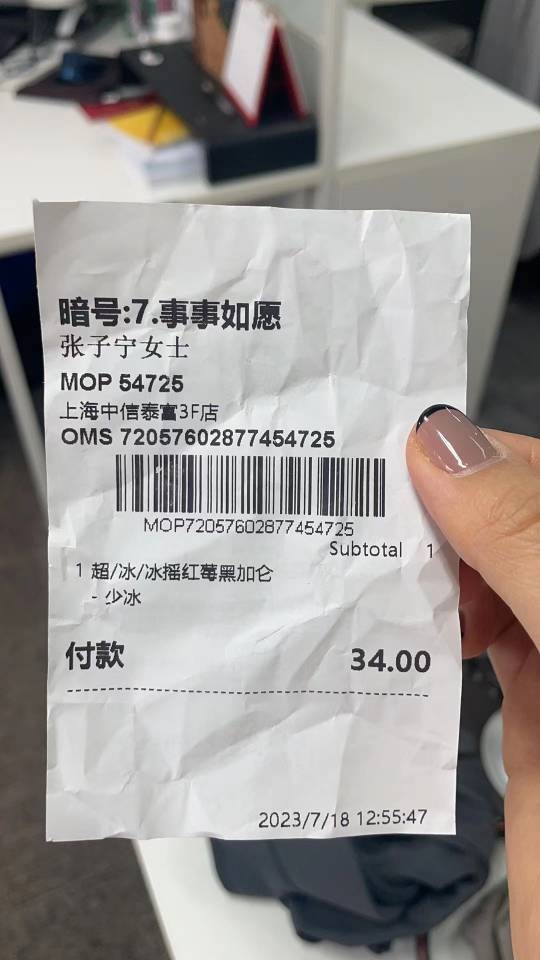 暗号:7.事事如愿
张子宁女士
MOP 54725
上海中信泰富3F店
OMS 72057602877454725
MOP72057602877454725
Subtotal 1
1 超/冰/冰摇红莓黑加仑
- 少冰
付款 34.00
2023/7/18 12:55:47